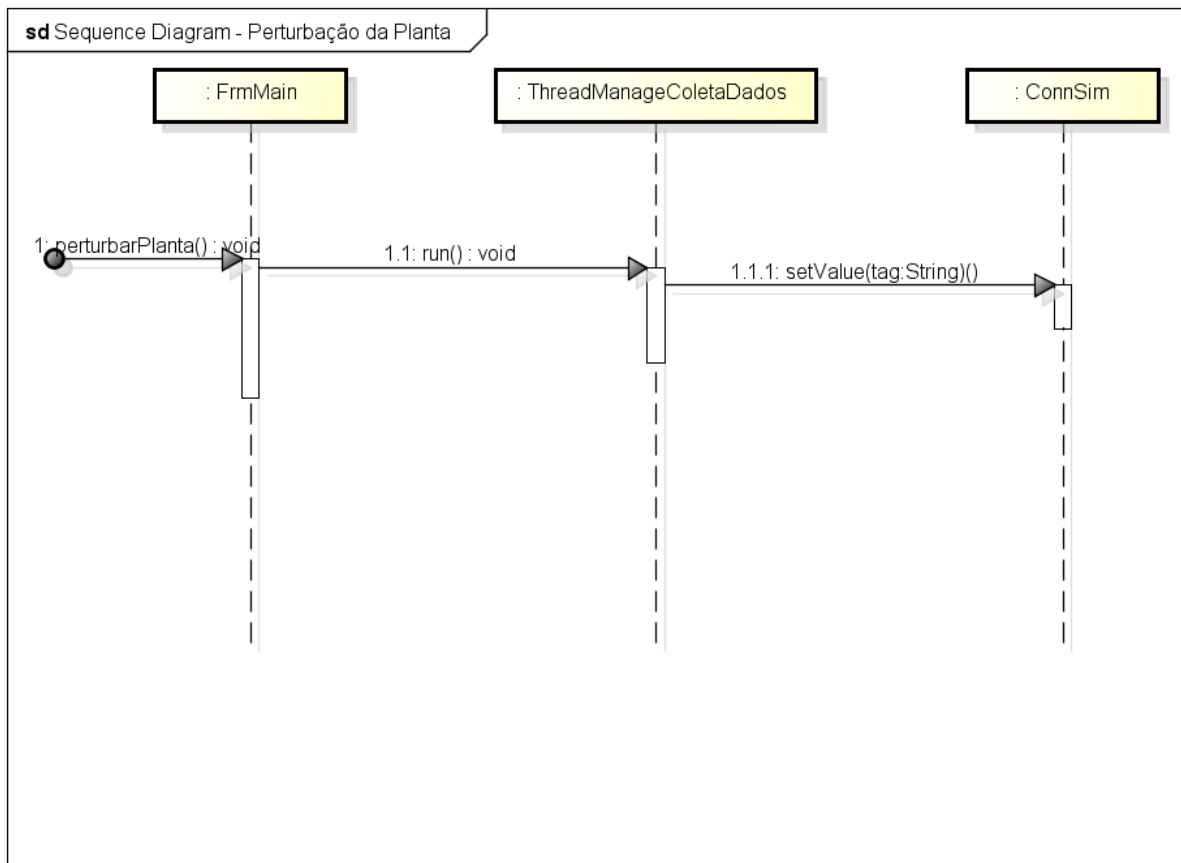 sd Sequence Diagram - Perturbação da Planta
: FrmMain
: ThreadManageColetaDados
: ConnSim
1: perturbarPlanta() : void
1.1: run() : void
1.1.1: setValue(tag:String)()